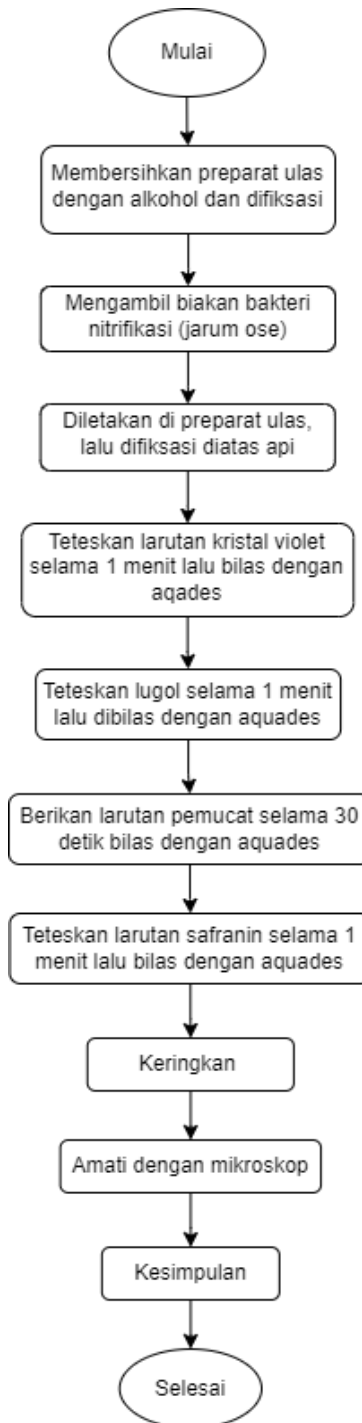 Mulai
Membersihkan preparat ulas
dengan alkohol dan difiksasi
Mengambil biakan bakteri
nitrifikasi (jarum ose)
Diletakan di preparat ulas,
lalu difiksasi diatas api
Teteskan larutan kristal violet
selama 1 menit lalu bilas dengan
aqades
Teteskan lugol selama 1 menit
lalu dibilas dengan aquades
Berikan larutan pemucat selama 30
detik bilas dengan aquades
Teteskan larutan safranin selama 1
menit lalu bilas dengan aquades
Keringkan
Amati dengan mikroskop
Kesimpulan
Selesai